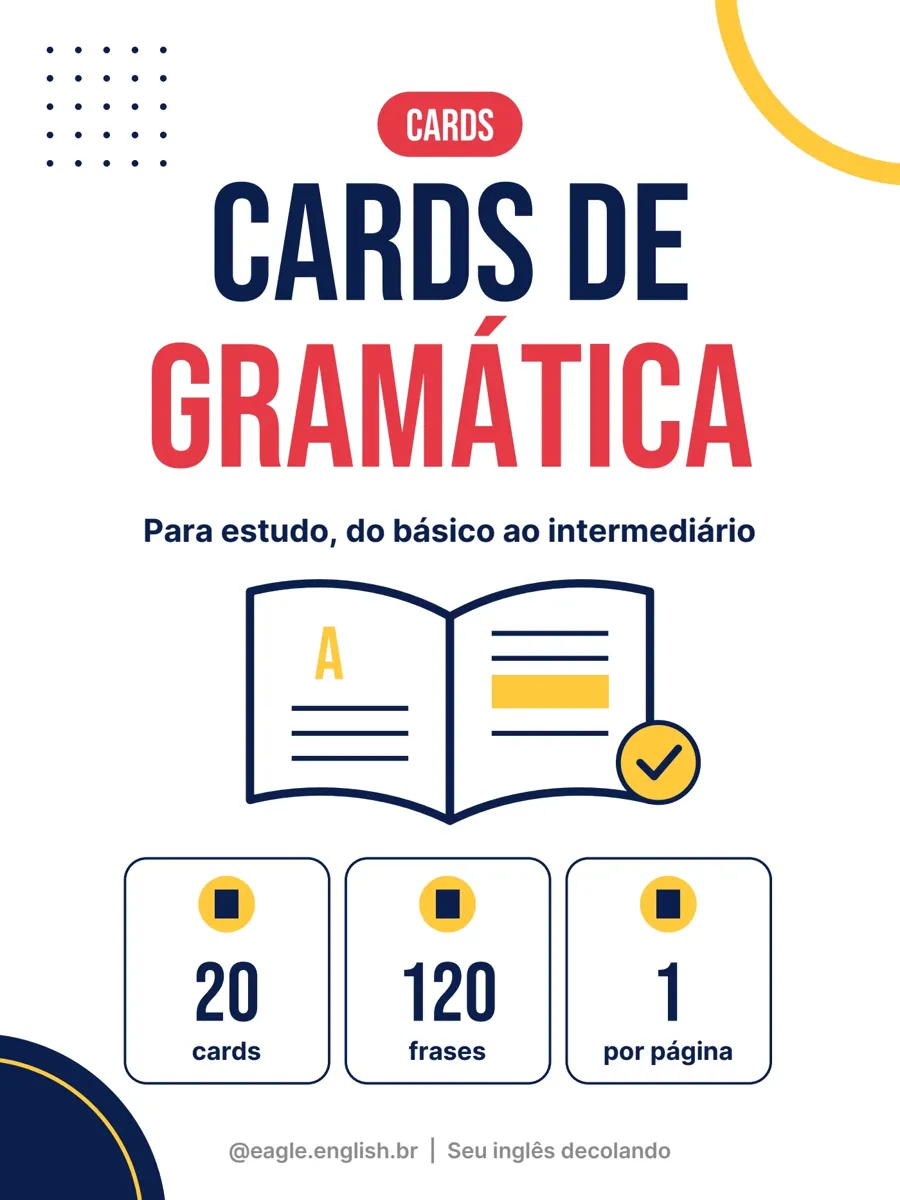 CARDS
CARDS DE
GRAMÁTICA
Para estudo, do básico ao intermediário
A
20
cards
120
frases
1
por página
@eagle.english.br | Seu inglês decolando